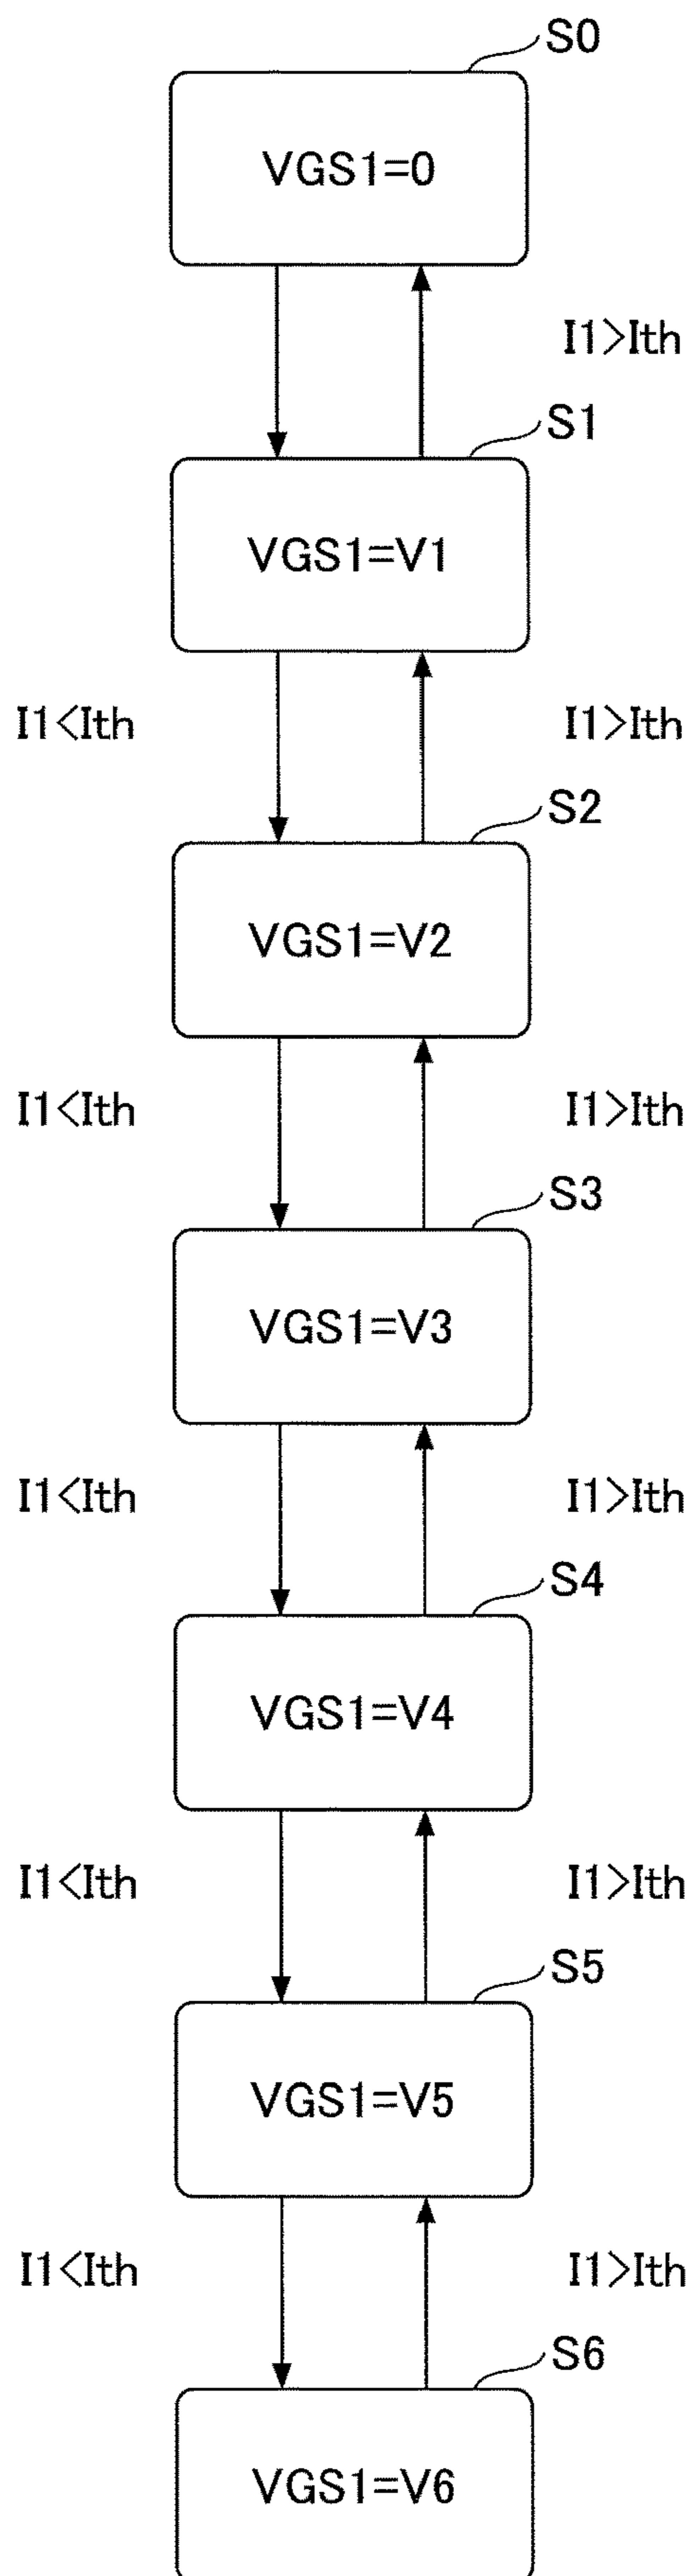 S0
VGS1=0
I1>Ith
S1
VGS1=V1
I1<Ith
I1>Ith
S2
VGS1=V2
I1<Ith
I1>Ith
S3
VGS1=V3
I1<Ith
I1>Ith
S4
VGS1=V4
I1<Ith
I1>Ith
S5
VGS1=V5
I1<Ith
I1>Ith
S6
VGS1=V6